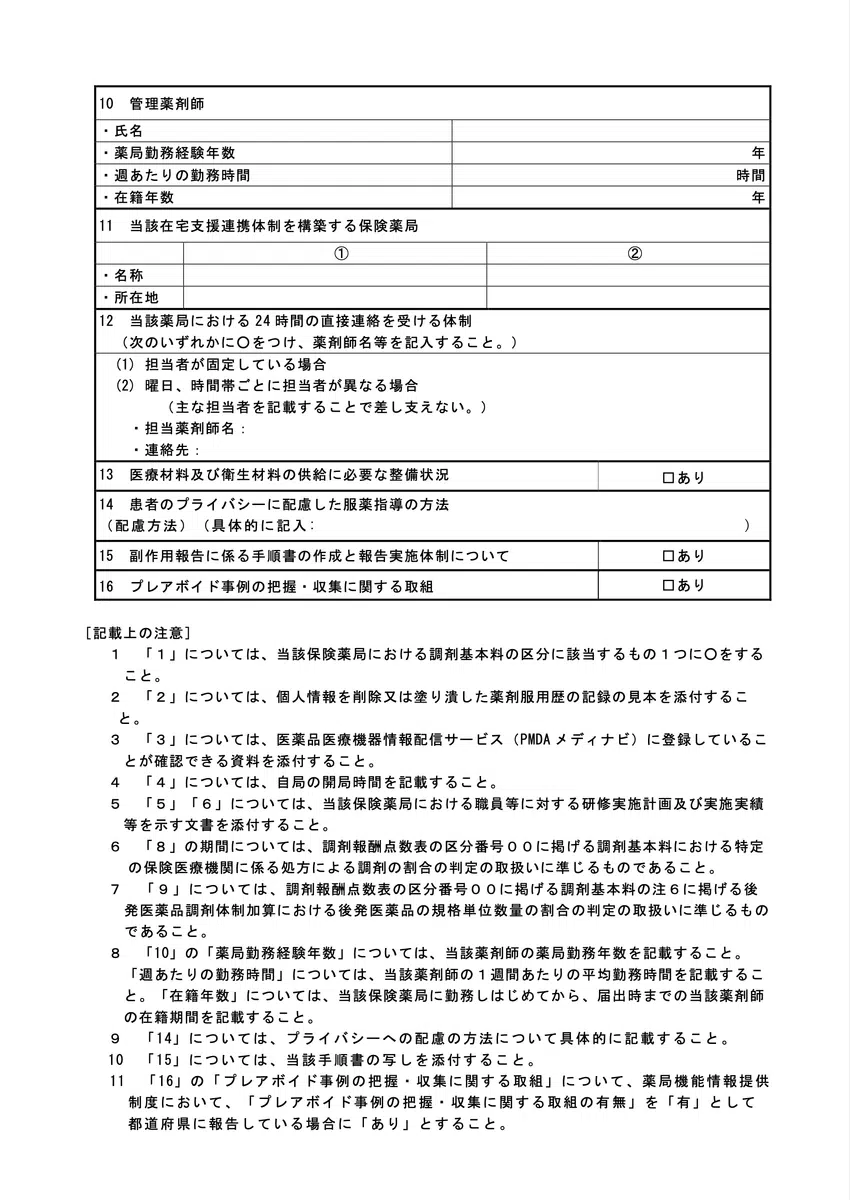 10　管理薬剤師
・氏名
・薬局勤務経験年数　年
・週あたりの勤務時間　時間
・在籍年数　年
11　当該在宅支援連携体制を構築する保険薬局
①　②
・名称
・所在地
12　当該薬局における24時間の直接連絡を受ける体制
（次のいずれかに〇をつけ、薬剤師名等を記入すること。）
(1) 担当者が固定している場合
(2) 曜日、時間帯ごとに担当者が異なる場合
（主な担当者を記載することで差し支えない。）
・担当薬剤師名：
・連絡先：
13　医療材料及び衛生材料の供給に必要な整備状況　□あり
14　患者のプライバシーに配慮した服薬指導の方法
（配慮方法）（具体的に記入：　）
15　副作用報告に係る手順書の作成と報告実施体制について　□あり
16　プレアボイド事例の把握・収集に関する取組　□あり
[記載上の注意]
１　「１」については、当該保険薬局における調剤基本料の区分に該当するもの１つに〇をする
こと。
２　「２」については、個人情報を削除又は塗り潰した薬剤服用歴の記録の見本を添付するこ
と。
３　「３」については、医薬品医療機器情報配信サービス（PMDAメディナビ）に登録しているこ
とが確認できる資料を添付すること。
４　「４」については、自局の開局時間を記載すること。
５　「５」「６」については、当該保険薬局における職員等に対する研修実施計画及び実施実績
等を示す文書を添付すること。
６　「８」の期間については、調剤報酬点数表の区分番号００に掲げる調剤基本料における特定
の保険医療機関に係る処方による調剤の割合の判定の取扱いに準じるものであること。
７　「９」については、調剤報酬点数表の区分番号００に掲げる調剤基本料の注６に掲げる後
発医薬品調剤体制加算における後発医薬品の規格単位数量の割合の判定の取扱いに準じるもの
であること。
８　「10」の「薬局勤務経験年数」については、当該薬剤師の薬局勤務年数を記載すること。
「週あたりの勤務時間」については、当該薬剤師の１週間あたりの平均勤務時間を記載するこ
と。「在籍年数」については、当該保険薬局に勤務しはじめてから、届出時までの当該薬剤師
の在籍期間を記載すること。
９　「14」については、プライバシーへの配慮の方法について具体的に記載すること。
10　「15」については、当該手順書の写しを添付すること。
11　「16」の「プレアボイド事例の把握・収集に関する取組」について、薬局機能情報提供
制度において、「プレアボイド事例の把握・収集に関する取組の有無」を「有」として
都道府県に報告している場合に「あり」とすること。